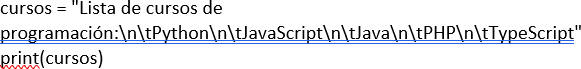 cursos = "Lista de cursos de
programación:\n\tPython\n\tJavaScript\n\tJava\n\tPHP\n\tTypeScript"
print(cursos)